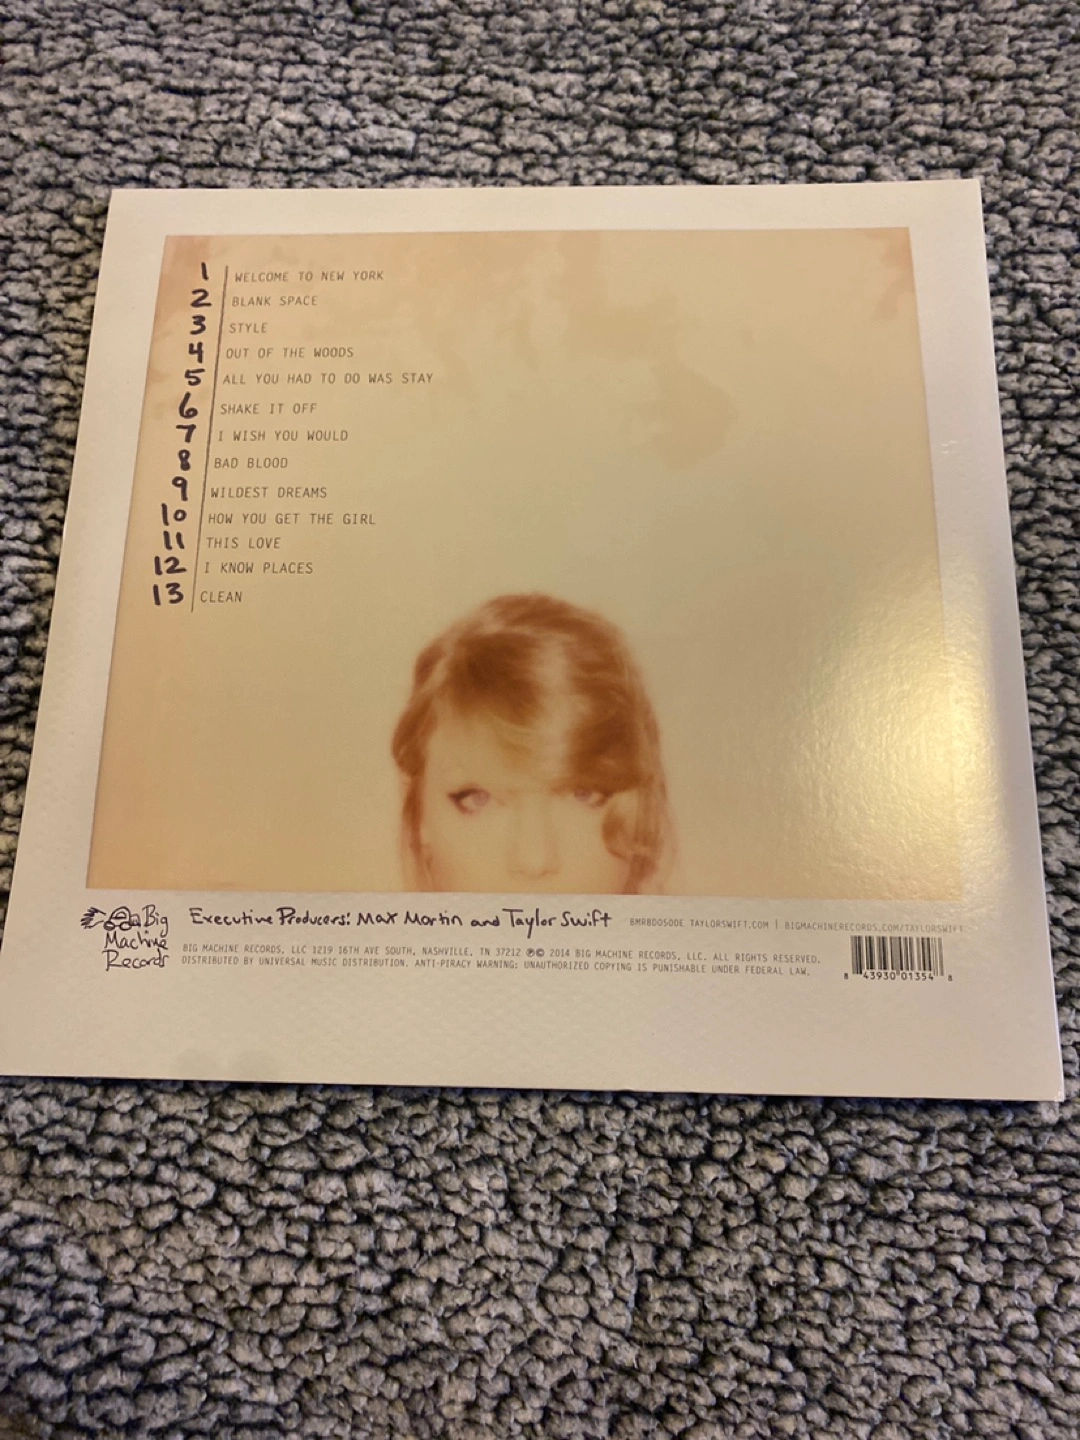 1 WELCOME TO NEW YORK
2 BLANK SPACE
3 STYLE
4 OUT OF THE WOODS
5 ALL YOU HAD TO DO WAS STAY
6 SHAKE IT OFF
7 I WISH YOU WOULD
8 BAD BLOOD
9 WILDEST DREAMS
10 HOW YOU GET THE GIRL
11 THIS LOVE
12 I KNOW PLACES
13 CLEAN
Big
Machine
Records
Executive Producers: Max Martin and Taylor Swift
BMRBD0500E TAYLORSWIFT.COM | BIGMACHINERECORDS.COM/TAYLORSWIFT
BIG MACHINE RECORDS, LLC 1219 16TH AVE SOUTH, NASHVILLE, TN 37212 ℗© 2014 BIG MACHINE RECORDS, LLC. ALL RIGHTS RESERVED.
DISTRIBUTED BY UNIVERSAL MUSIC DISTRIBUTION. ANTI-PIRACY WARNING: UNAUTHORIZED COPYING IS PUNISHABLE UNDER FEDERAL LAW.
8 43930 01354 8